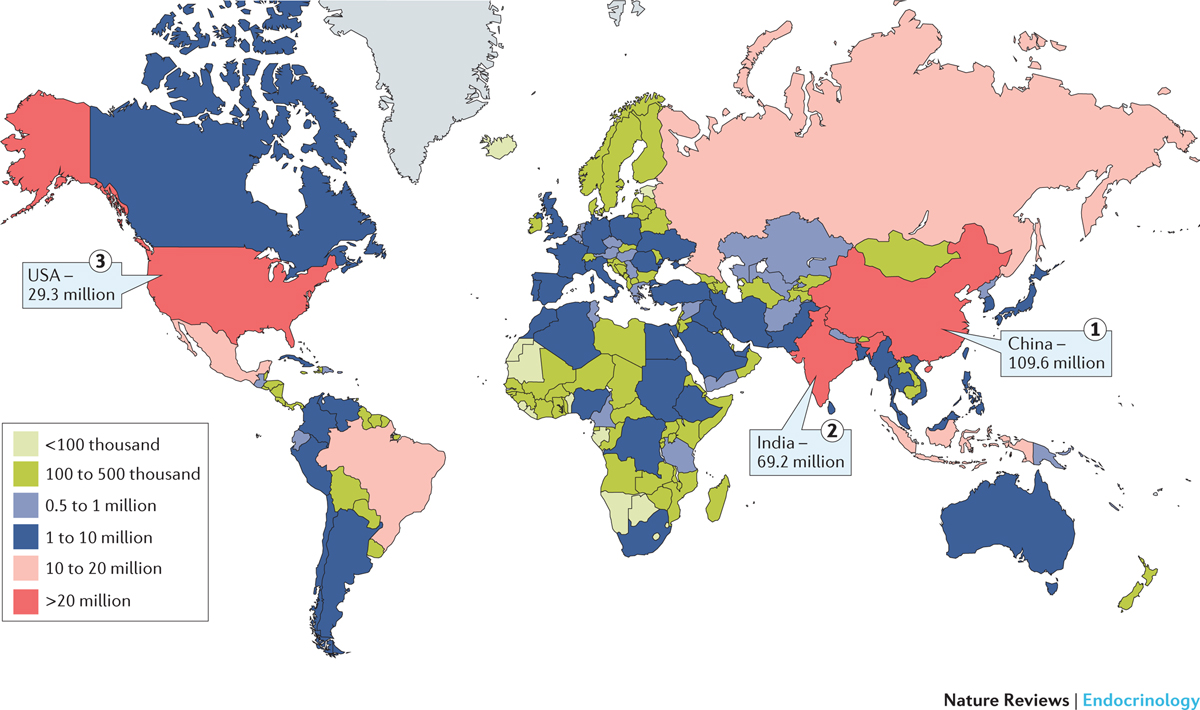 3
USA –
29.3 million
1
China –
109.6 million
2
India –
69.2 million
<100 thousand
100 to 500 thousand
0.5 to 1 million
1 to 10 million
10 to 20 million
>20 million
Nature Reviews | Endocrinology